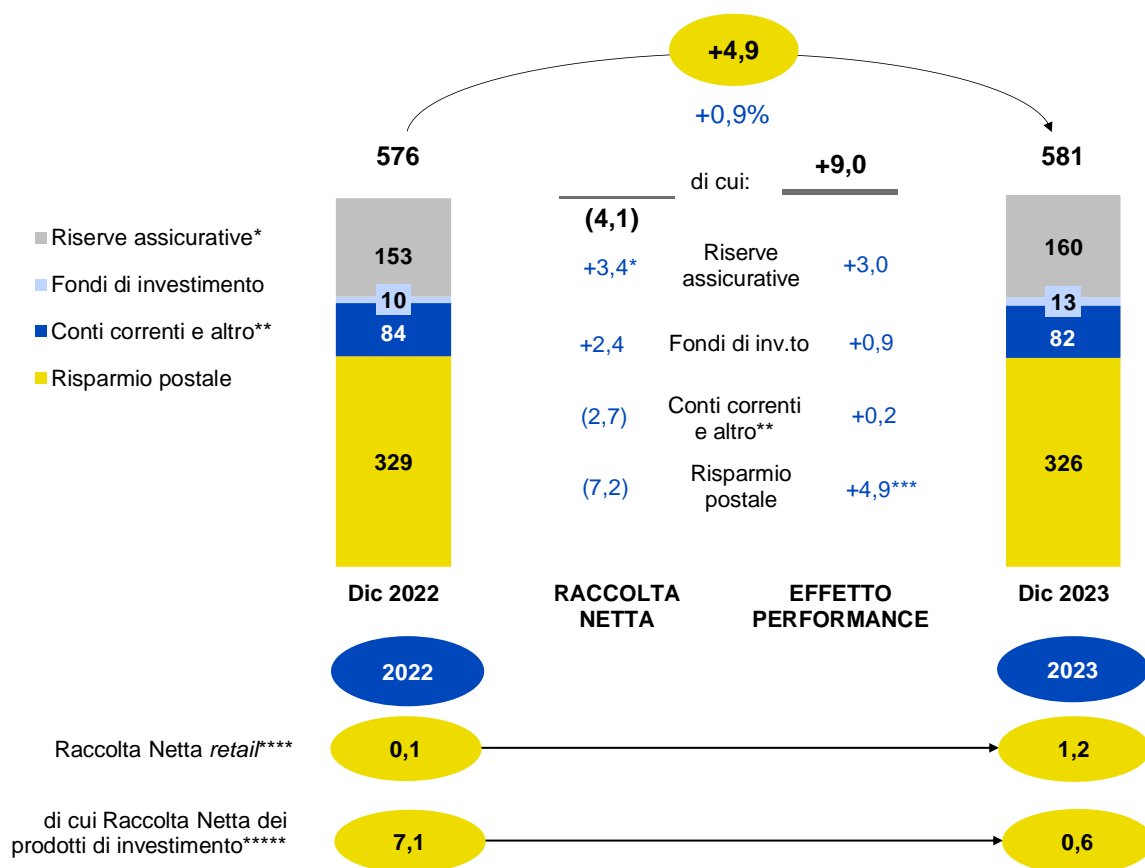 +4,9
+0,9%
576
581
di cui:
+9,0
(4,1)
Riserve assicurative*
Fondi di investimento
Conti correnti e altro**
Risparmio postale
153
10
84
329
+3,4*
Riserve
assicurative
+3,0
+2,4
Fondi di inv.to
+0,9
(2,7)
Conti correnti
e altro**
+0,2
(7,2)
Risparmio
postale
+4,9***
160
13
82
326
Dic 2022
RACCOLTA
NETTA
EFFETTO
PERFORMANCE
Dic 2023
2022
2023
Raccolta Netta retail****
0,1
1,2
di cui Raccolta Netta dei
prodotti di investimento*****
7,1
0,6